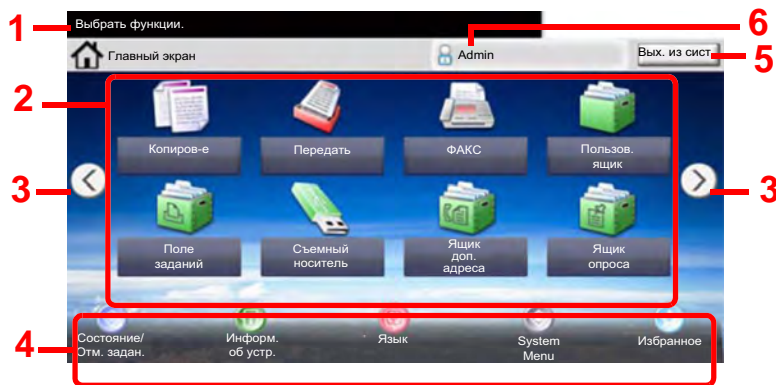 1
Выбрать функции.
6
Главный экран
Admin
Вых. из сист.
5
2
Копиров-е
Передать
ФАКС
Пользов.
ящик
3
3
Поле
заданий
Съемный
носитель
Ящик
доп.
адреса
Ящик
опроса
4
Состояние/
Отм. задан.
Информ.
об устр.
Язык
System
Menu
Избранное